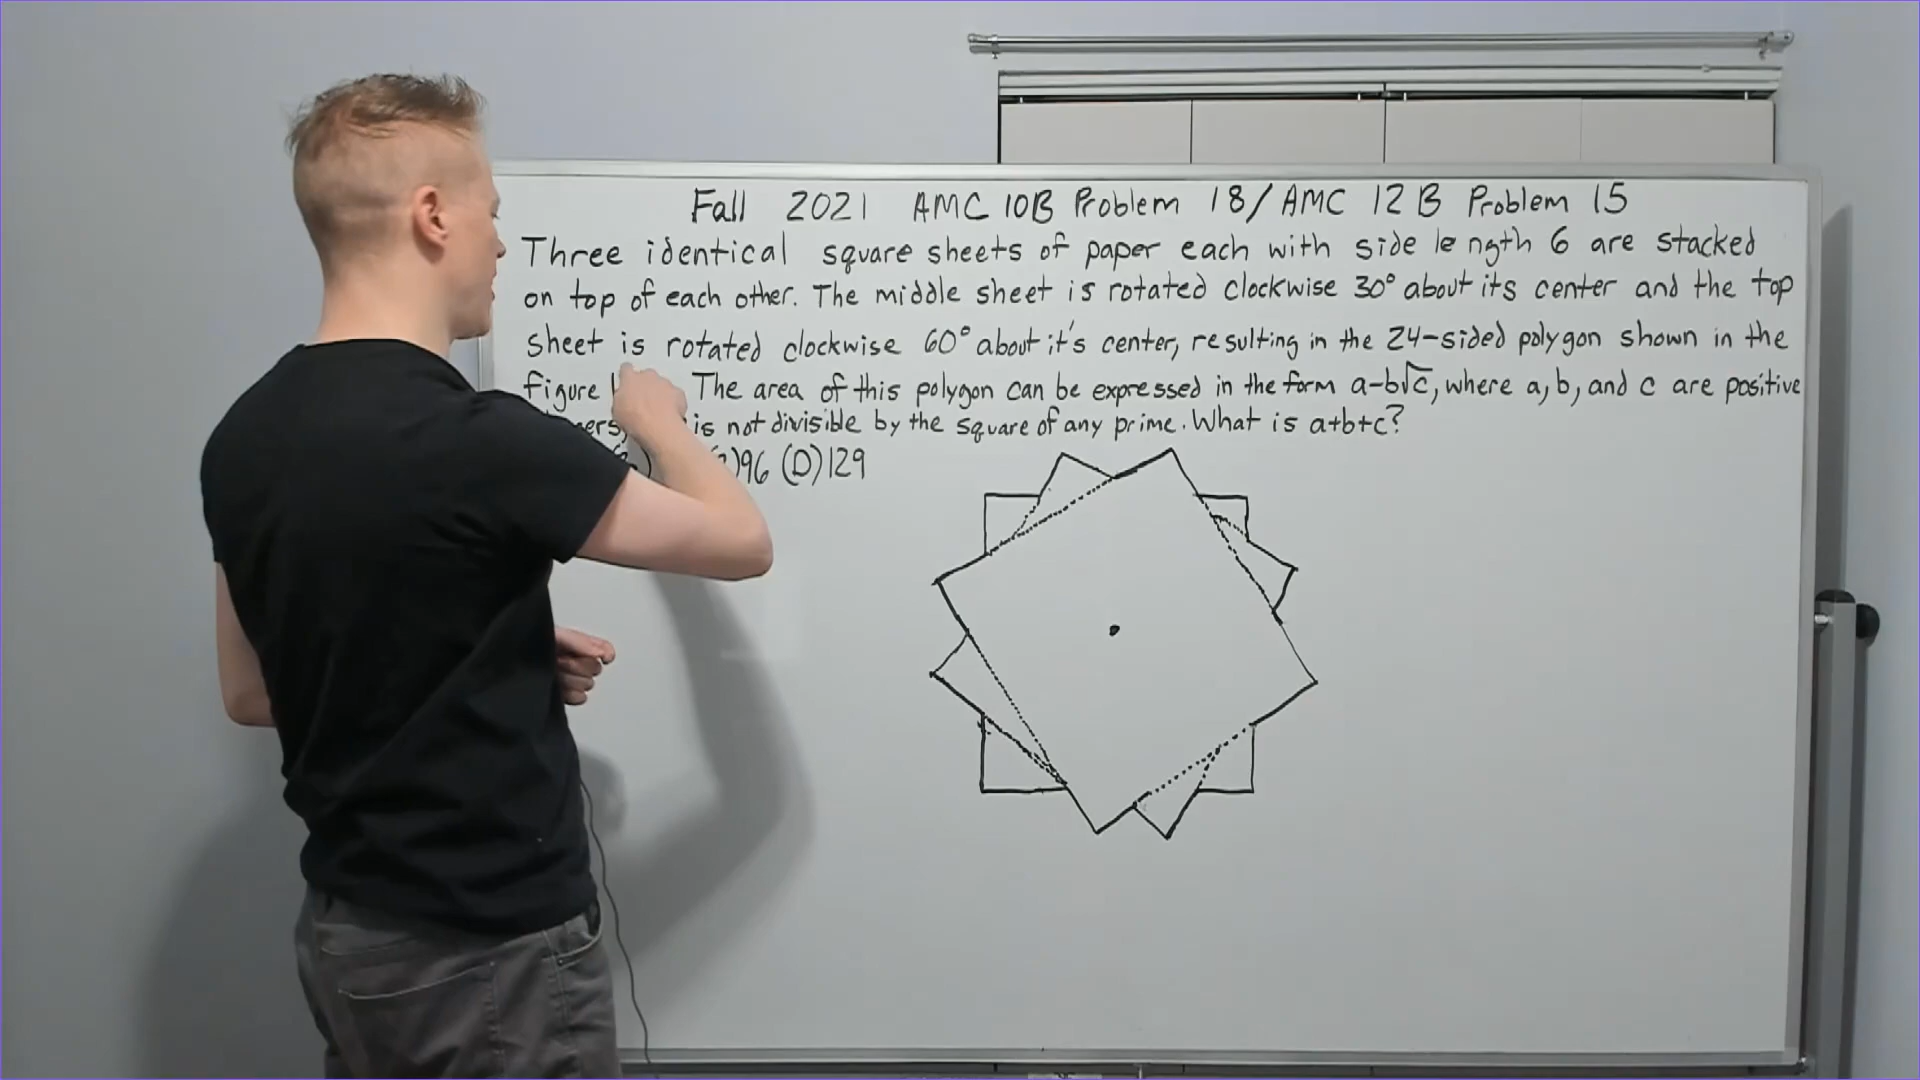 Fall 2021 AMC 10B Problem 18/AMC 12B Problem 15
Three identical square sheets of paper each with side length 6 are stacked
on top of each other. The middle sheet is rotated clockwise 30° about its center and the top
sheet is rotated clockwise 60° about it's center, resulting in the 24-sided polygon shown in the
figure The area of this polygon can be expressed in the form a-b√c, where a, b, and c are positive
is not divisible by the square of any prime. What is a+b+c?
96 (D)129